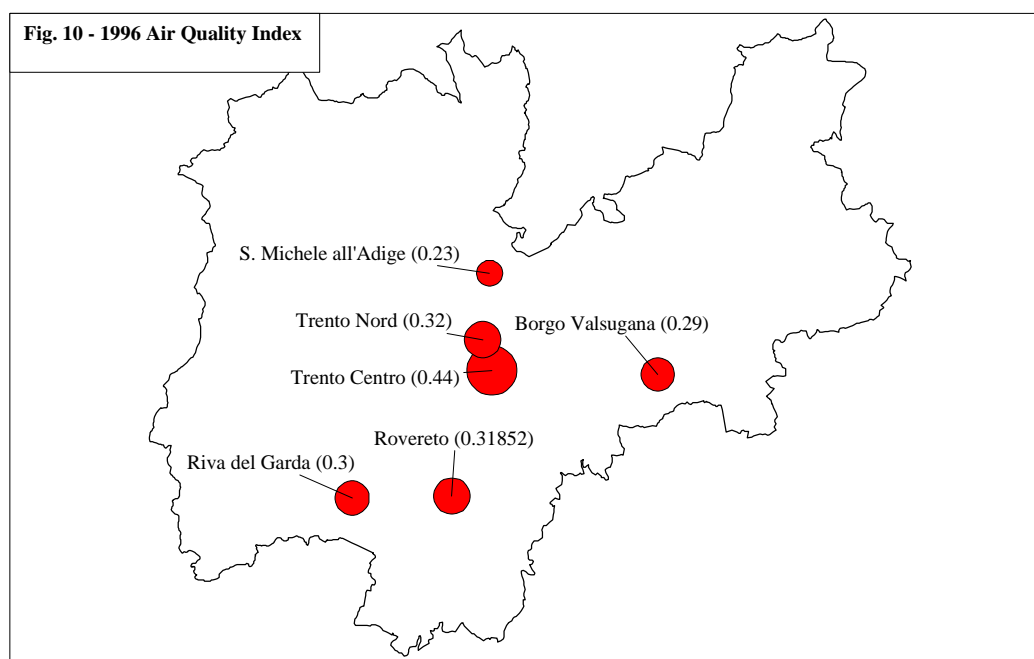 Fig. 10 - 1996 Air Quality Index
S. Michele all'Adige (0.23)
Trento Nord (0.32)
Borgo Valsugana (0.29)
Trento Centro (0.44)
Rovereto (0.31852)
Riva del Garda (0.3)